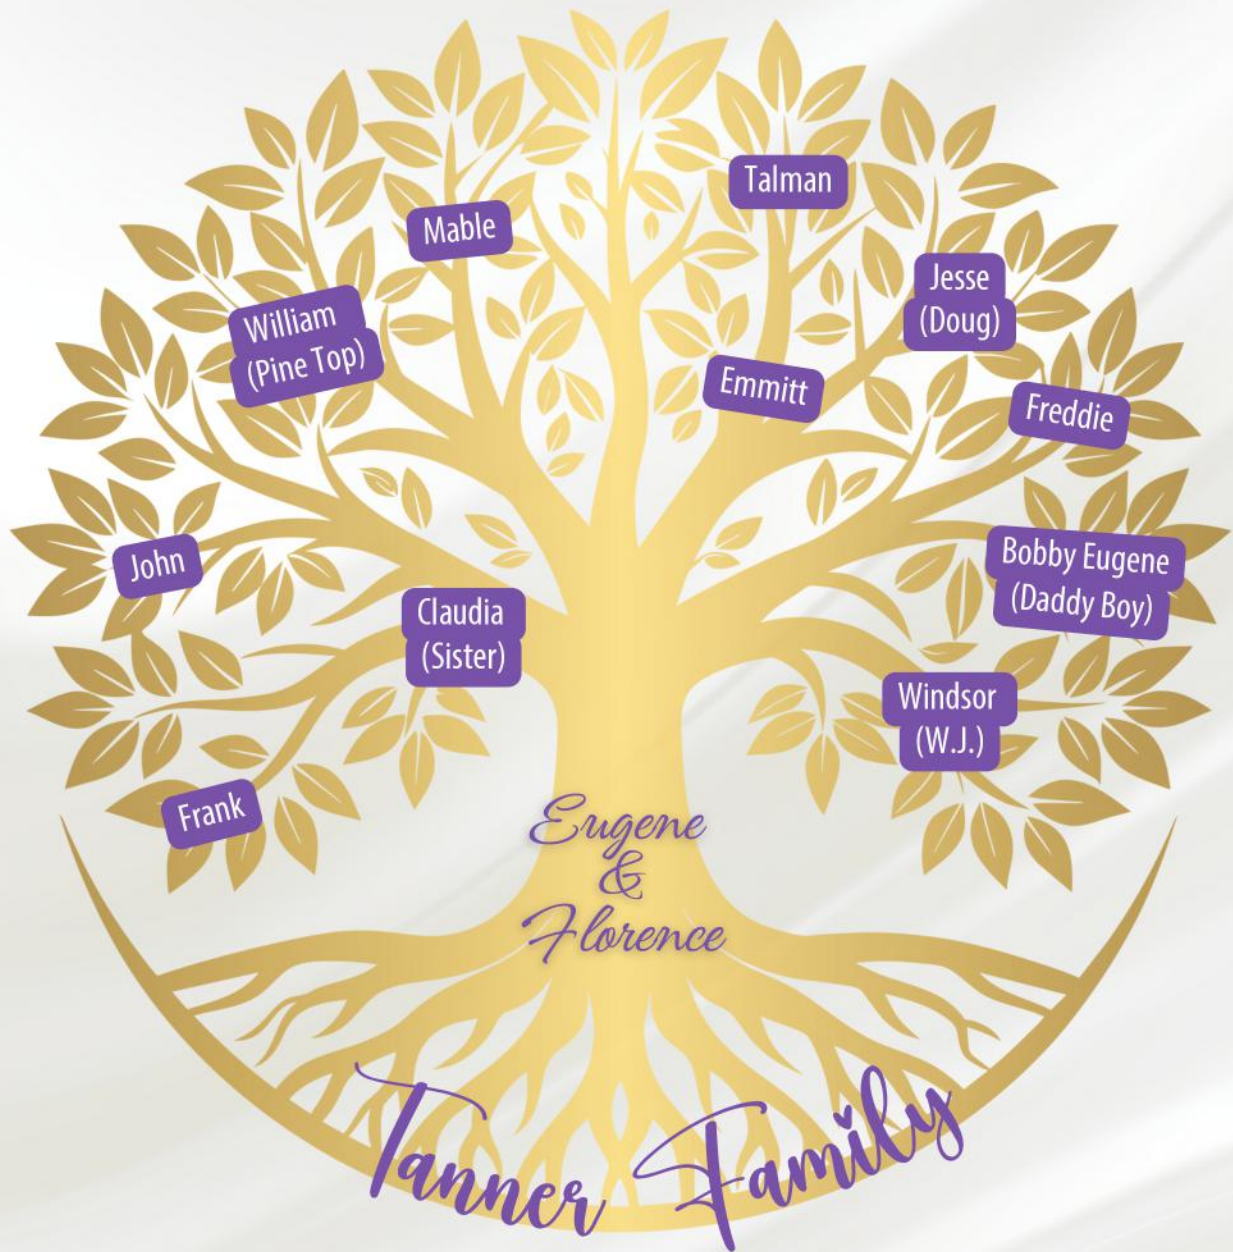 Talman
Mable
Jesse
(Doug)
William
(Pine Top)
Emmitt
Freddie
John
Bobby Eugene
(Daddy Boy)
Claudia
(Sister)
Windsor
(W.J.)
Frank
Eugene
&
Florence
Tanner Family